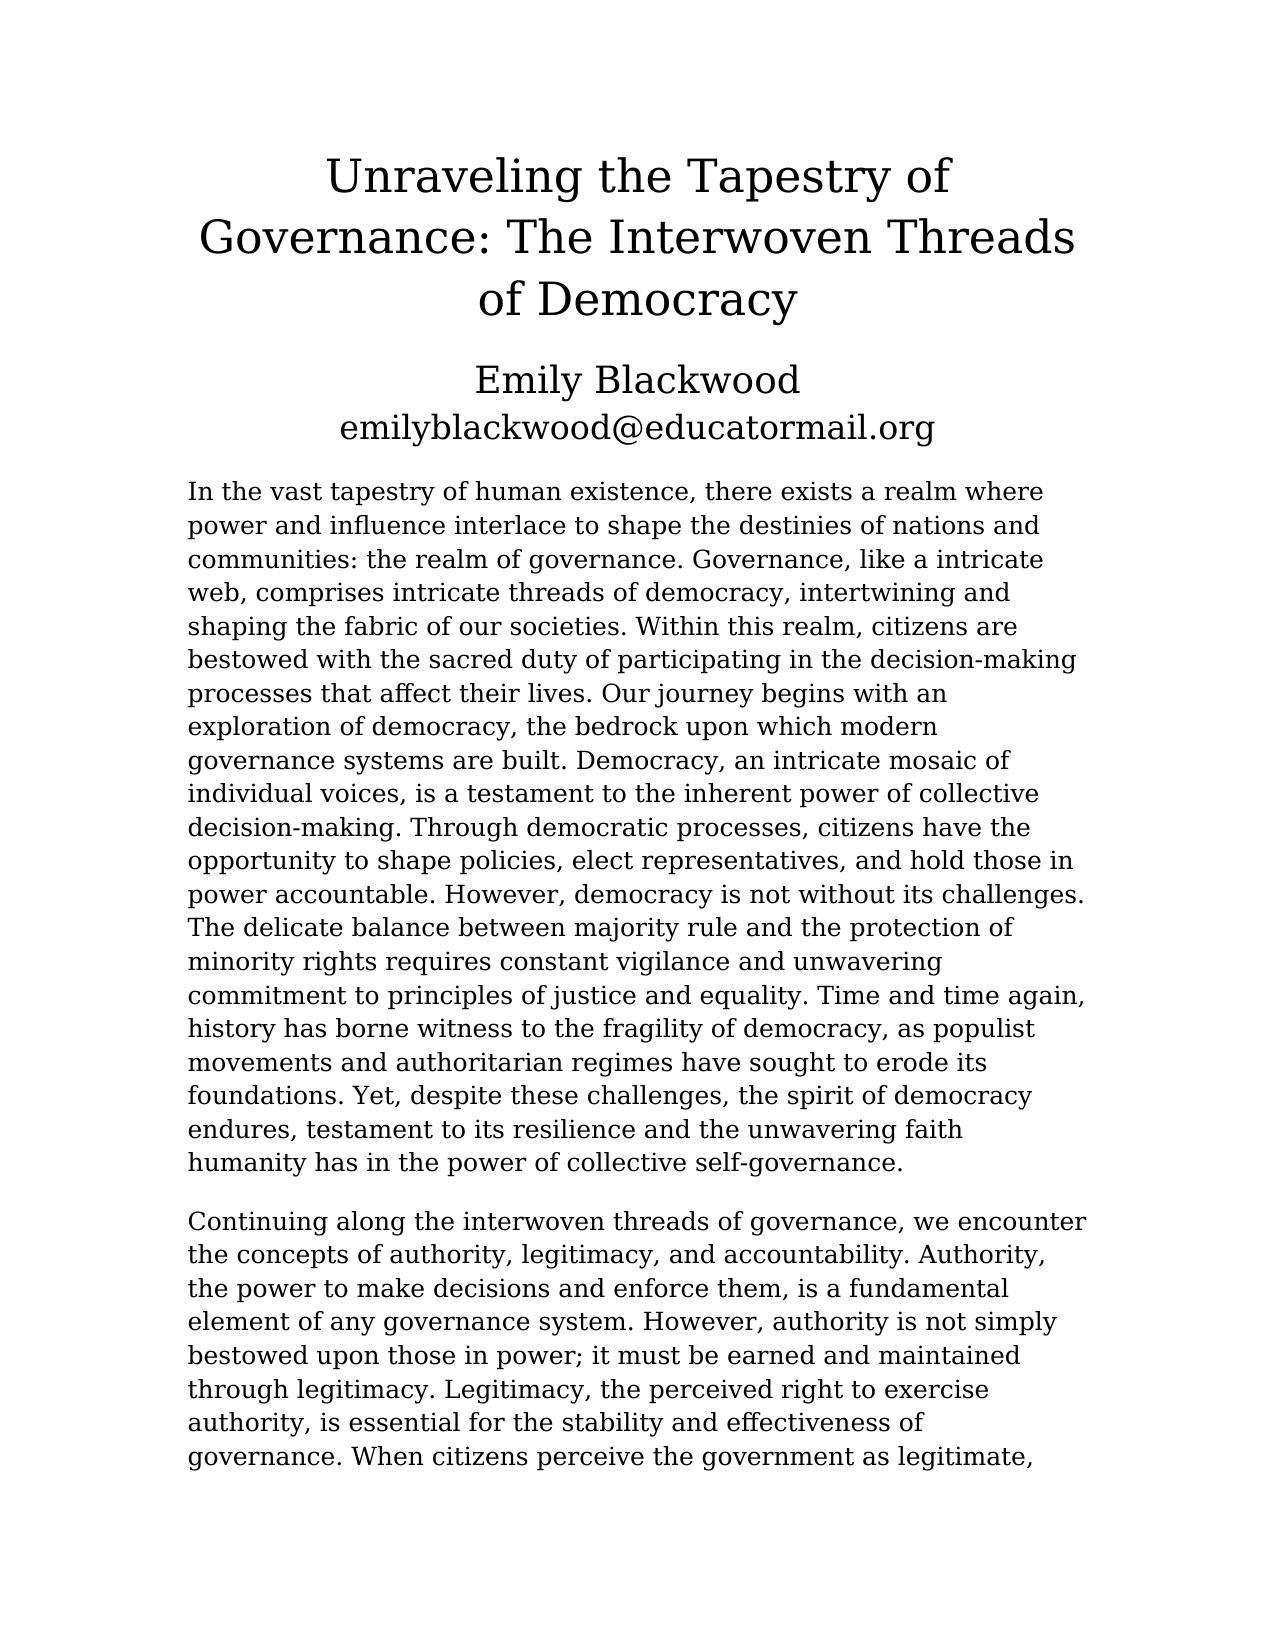 Unraveling the Tapestry of
Governance: The Interwoven Threads
of Democracy
Emily Blackwood
emilyblackwood@educatormail.org
In the vast tapestry of human existence, there exists a realm where
power and influence interlace to shape the destinies of nations and
communities: the realm of governance. Governance, like a intricate
web, comprises intricate threads of democracy, intertwining and
shaping the fabric of our societies. Within this realm, citizens are
bestowed with the sacred duty of participating in the decision-making
processes that affect their lives. Our journey begins with an
exploration of democracy, the bedrock upon which modern
governance systems are built. Democracy, an intricate mosaic of
individual voices, is a testament to the inherent power of collective
decision-making. Through democratic processes, citizens have the
opportunity to shape policies, elect representatives, and hold those in
power accountable. However, democracy is not without its challenges.
The delicate balance between majority rule and the protection of
minority rights requires constant vigilance and unwavering
commitment to principles of justice and equality. Time and time again,
history has borne witness to the fragility of democracy, as populist
movements and authoritarian regimes have sought to erode its
foundations. Yet, despite these challenges, the spirit of democracy
endures, testament to its resilience and the unwavering faith
humanity has in the power of collective self-governance.
Continuing along the interwoven threads of governance, we encounter
the concepts of authority, legitimacy, and accountability. Authority,
the power to make decisions and enforce them, is a fundamental
element of any governance system. However, authority is not simply
bestowed upon those in power; it must be earned and maintained
through legitimacy. Legitimacy, the perceived right to exercise
authority, is essential for the stability and effectiveness of
governance. When citizens perceive the government as legitimate,